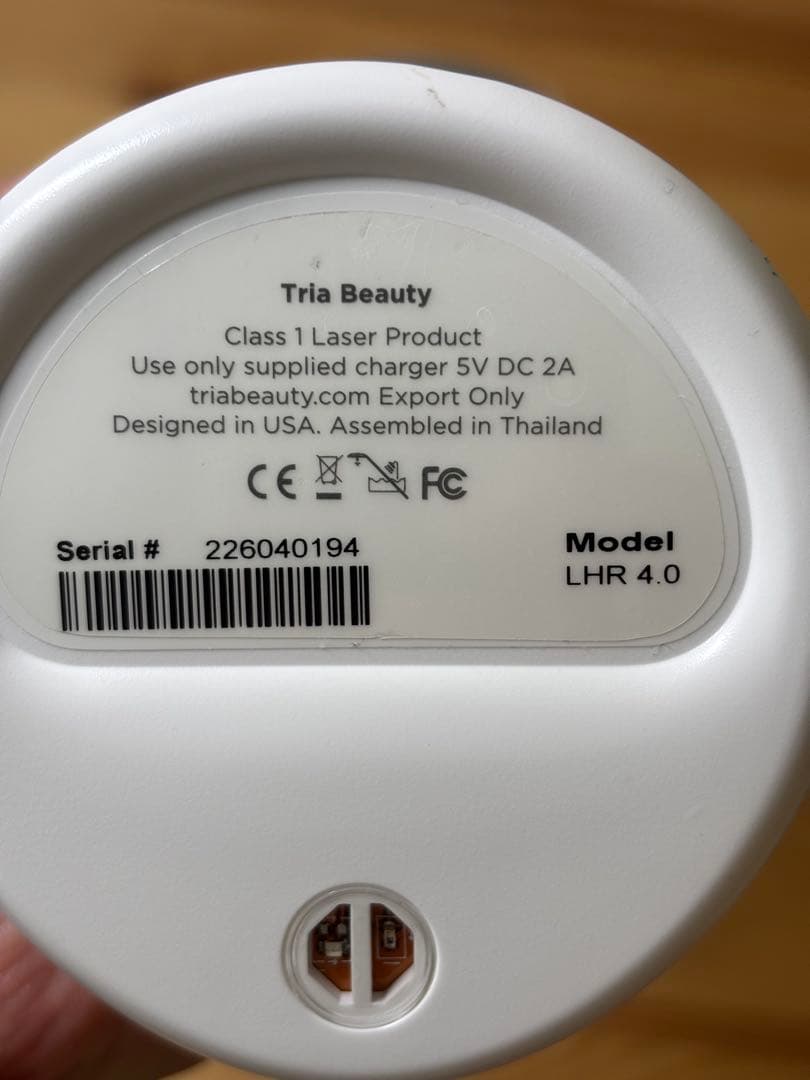 Tria Beauty
Class 1 Laser Product
Use only supplied charger 5V DC 2A
triabeauty.com Export Only
Designed in USA. Assembled in Thailand
CE FC
Serial # 226040194
Model
LHR 4.0